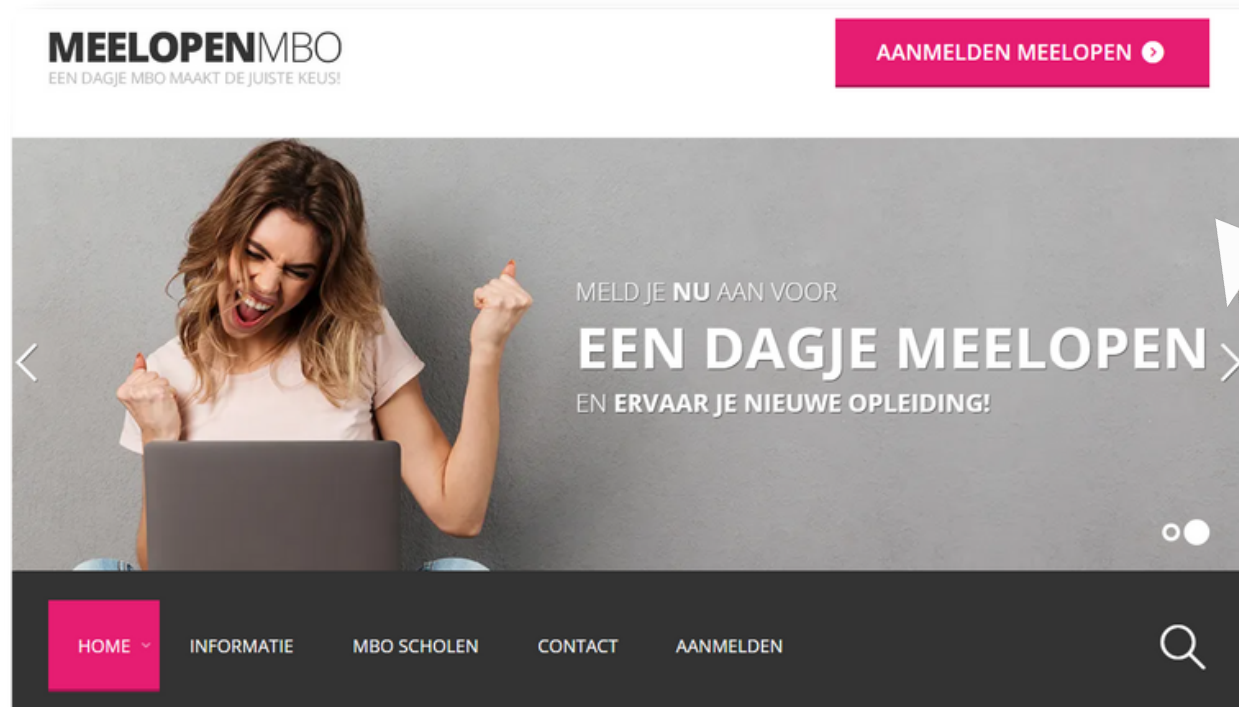 MEELOPENMBO
EEN DAGJE MBO MAAKT DE JUISTE KEUS!
AANMELDEN MEELOPEN
MELD JE NU AAN VOOR
EEN DAGJE MEELOPEN
EN ERVAAR JE NIEUWE OPLEIDING!
HOME
INFORMATIE
MBO SCHOLEN
CONTACT
AANMELDEN